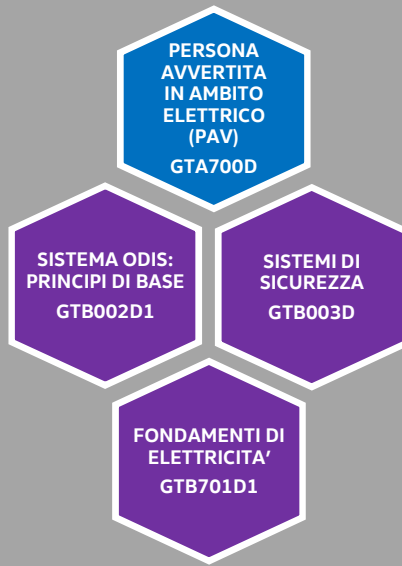 PERSONA
AVVERTITA
IN AMBITO
ELETTRICO
(PAV)
GTA700D
SISTEMA ODIS:
PRINCIPI DI BASE
GTB002D1
SISTEMI DI
SICUREZZA
GTB003D
FONDAMENTI DI
ELETTRICITA’
GTB701D1